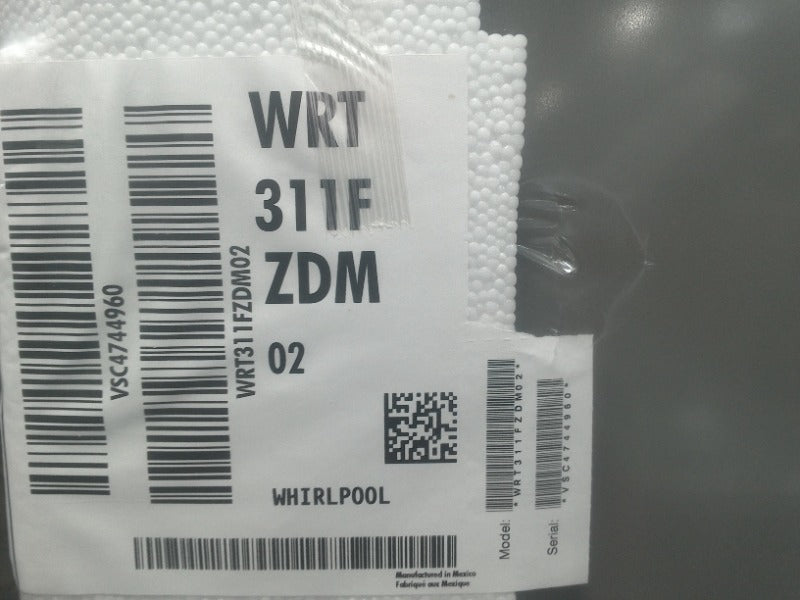 WRT
311F
ZDM
02
VSC4744960
WRT311FZDM02
WHIRLPOOL
Model:
*WRT311FZDM02*
Serial:
*VSC4744960*
Manufactured in Mexico
Fabriqué aux Mexique